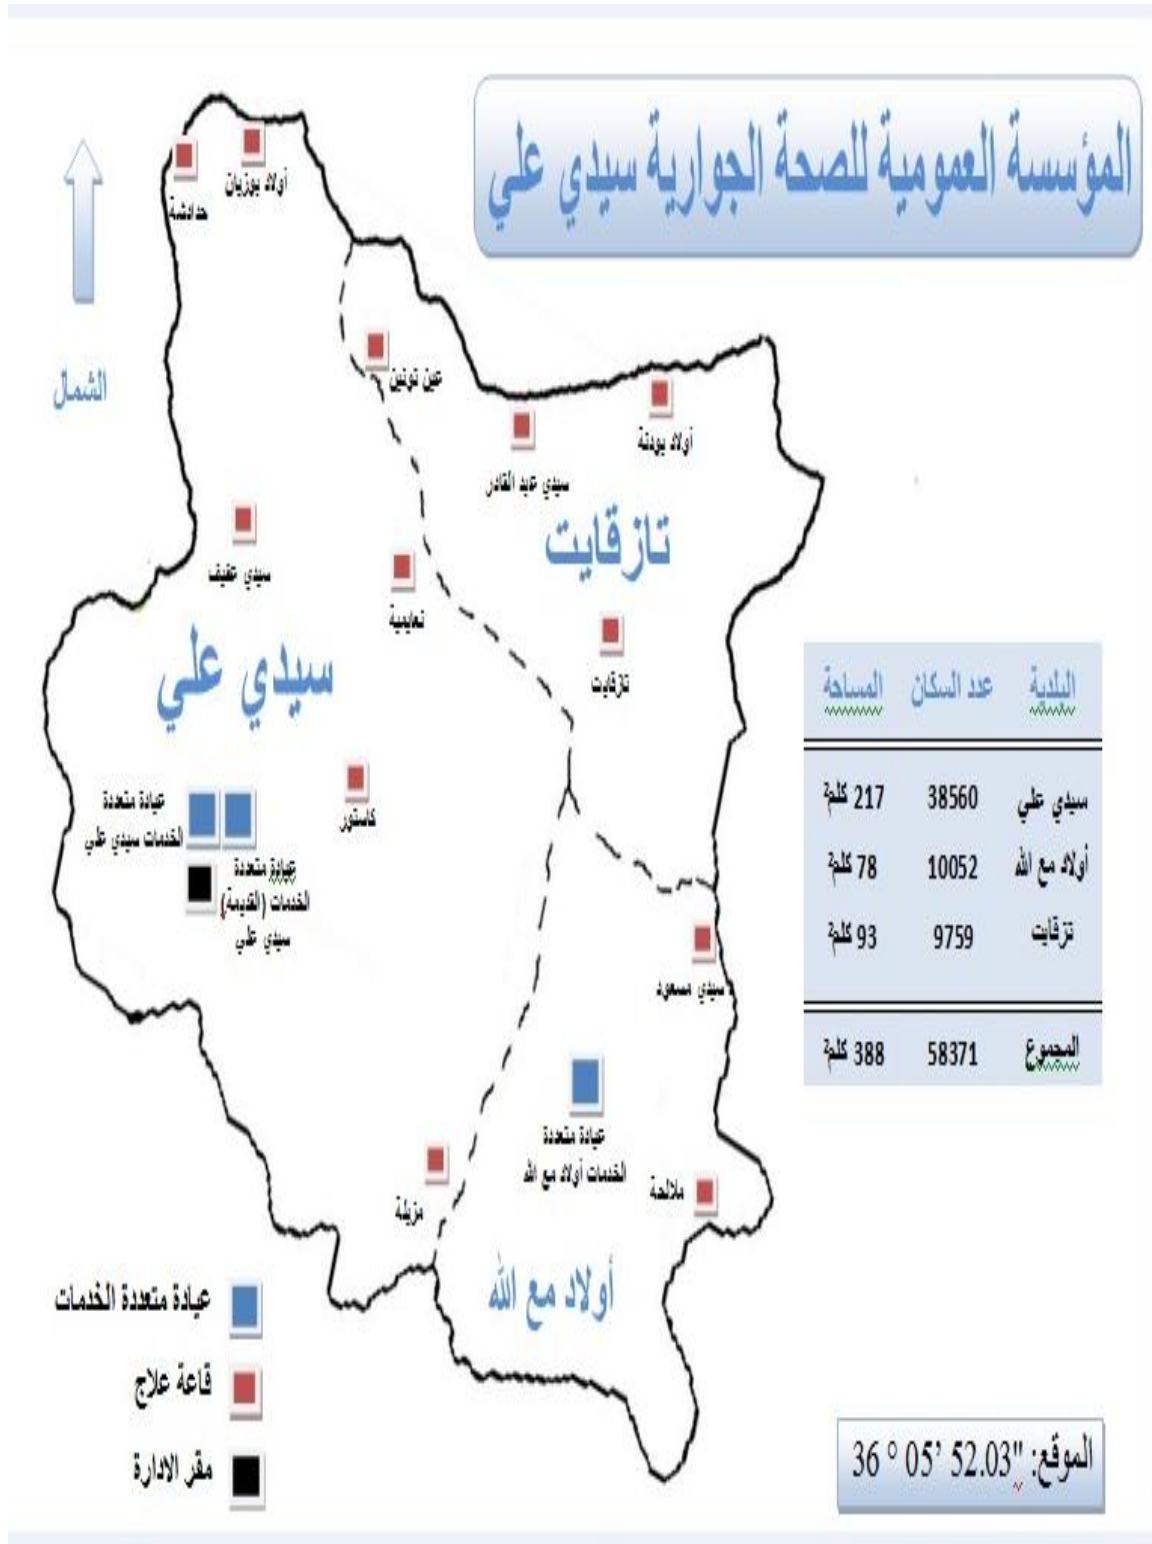 المؤسسة العمومية للصحة الجوارية سيدي علي
الشمال
حدادشة
أولاد بوزيان
عين تونين
سيدي عبد القادر
أولاد بودنة
تازقايت
سيدي عفيف
تعايمية
تازقايت
سيدي علي
عيادة متعددة
الخدمات سيدي علي
عيادة متعددة
الخدمات (القديمة)
سيدي علي
كاستور
البلدية عدد السكان المساحة
سيدي علي 38560 217 كلم²
أولاد مع الله 10052 78 كلم²
تزقايت 9759 93 كلم²
المجموع 58371 388 كلم²
سيدي مسعود
عيادة متعددة
الخدمات أولاد مع الله
مزيلة
ملالحة
أولاد مع الله
عيادة متعددة الخدمات
قاعة علاج
مقر الادارة
الموقع: "52.03 ’05 ° 36